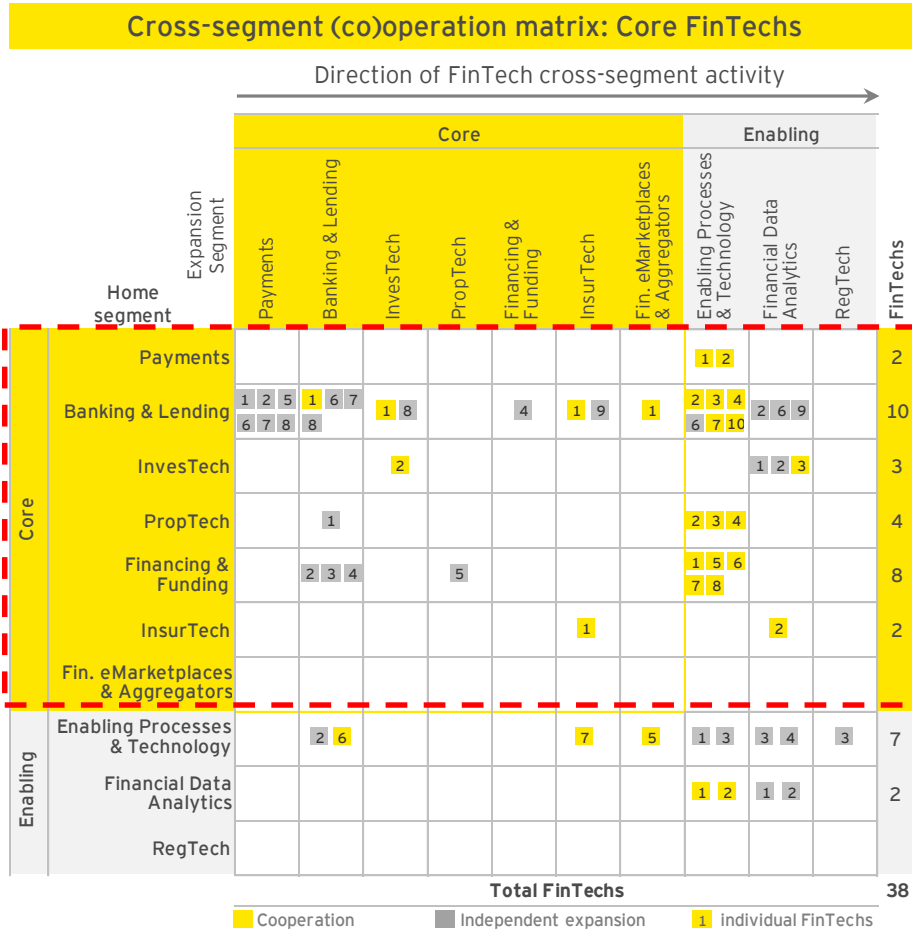 Cross-segment (co)operation matrix: Core FinTechs
Direction of FinTech cross-segment activity
Core
Enabling
Expansion
Segment
Payments
Banking & Lending
InvesTech
PropTech
Financing &
Funding
InsurTech
Fin. eMarketplaces
& Aggregators
Enabling Processes
& Technology
Financial Data
Analytics
RegTech
FinTechs
Home
segment
Core
Payments
1 2
2
Banking & Lending
1 2 5
6 7 8
1 6 7
8
1 8
4
1 9
1
2 3 4
6 7 10
2 6 9
10
InvesTech
2
1 2 3
3
PropTech
1
2 3 4
4
Financing &
Funding
2 3 4
5
1 5 6
7 8
8
InsurTech
1
2
2
Fin. eMarketplaces
& Aggregators
Enabling
Enabling Processes
& Technology
2 6
7
5
1 3
3 4
3
7
Financial Data
Analytics
1 2
1 2
2
RegTech
Total FinTechs
38
Cooperation
Independent expansion
1 individual FinTechs